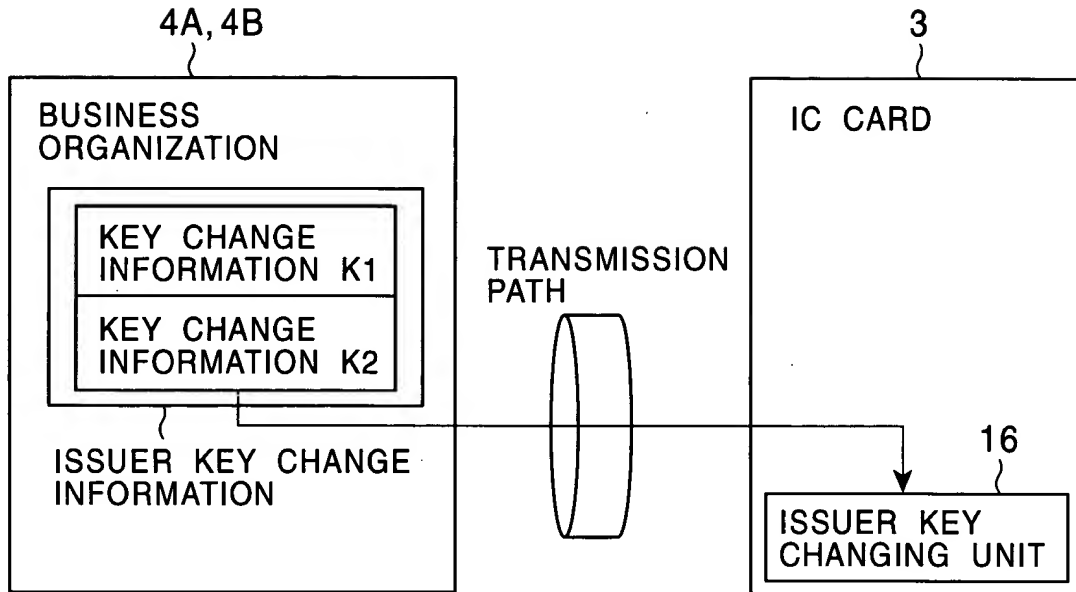 4A, 4B
BUSINESS
ORGANIZATION
KEY CHANGE
INFORMATION K1
KEY CHANGE
INFORMATION K2
ISSUER KEY CHANGE
INFORMATION
TRANSMISSION
PATH
3
IC CARD
16
ISSUER KEY
CHANGING UNIT